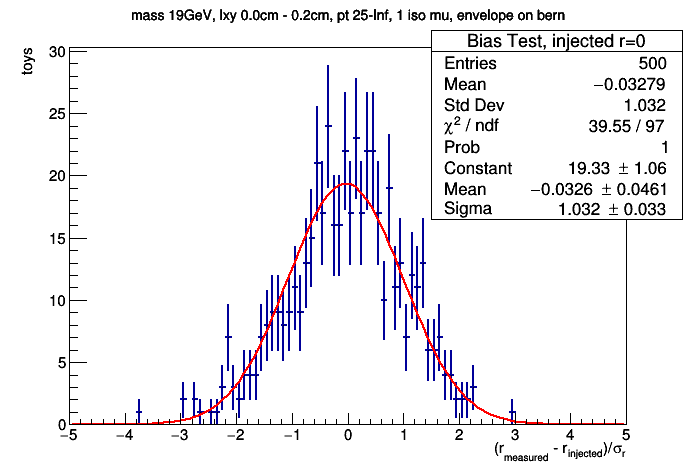 mass 19GeV, lxy 0.0cm - 0.2cm, pt 25-Inf, 1 iso mu, envelope on bern
toys
Bias Test, injected r=0
Entries 500
Mean −0.03279
Std Dev 1.032
χ² / ndf 39.55 / 97
Prob 1
Constant 19.33 ± 1.06
Mean −0.0326 ± 0.0461
Sigma 1.032 ± 0.033
30
25
20
15
10
5
0
−5 −4 −3 −2 −1 0 1 2 3 4 5
(r_measured - r_injected)/σ_r